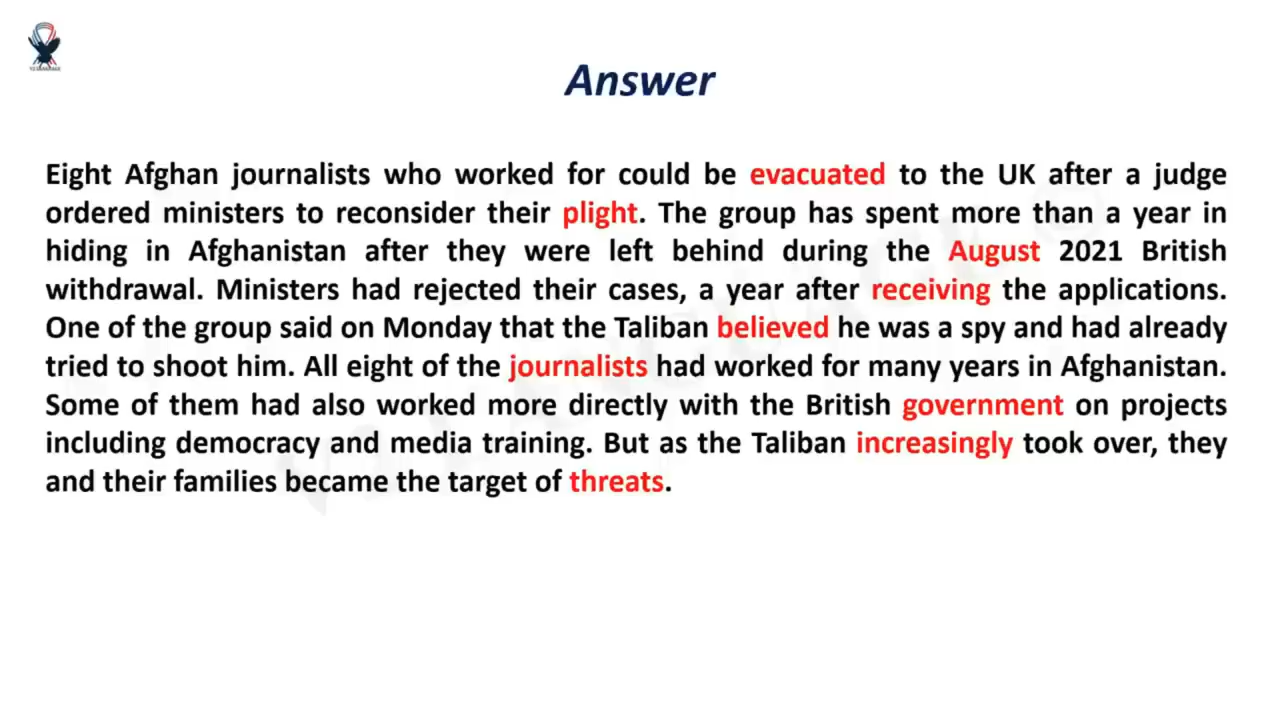 Answer
Eight Afghan journalists who worked for could be evacuated to the UK after a judge
ordered ministers to reconsider their plight. The group has spent more than a year in
hiding in Afghanistan after they were left behind during the August 2021 British
withdrawal. Ministers had rejected their cases, a year after receiving the applications.
One of the group said on Monday that the Taliban believed he was a spy and had already
tried to shoot him. All eight of the journalists had worked for many years in Afghanistan.
Some of them had also worked more directly with the British government on projects
including democracy and media training. But as the Taliban increasingly took over, they
and their families became the target of threats.